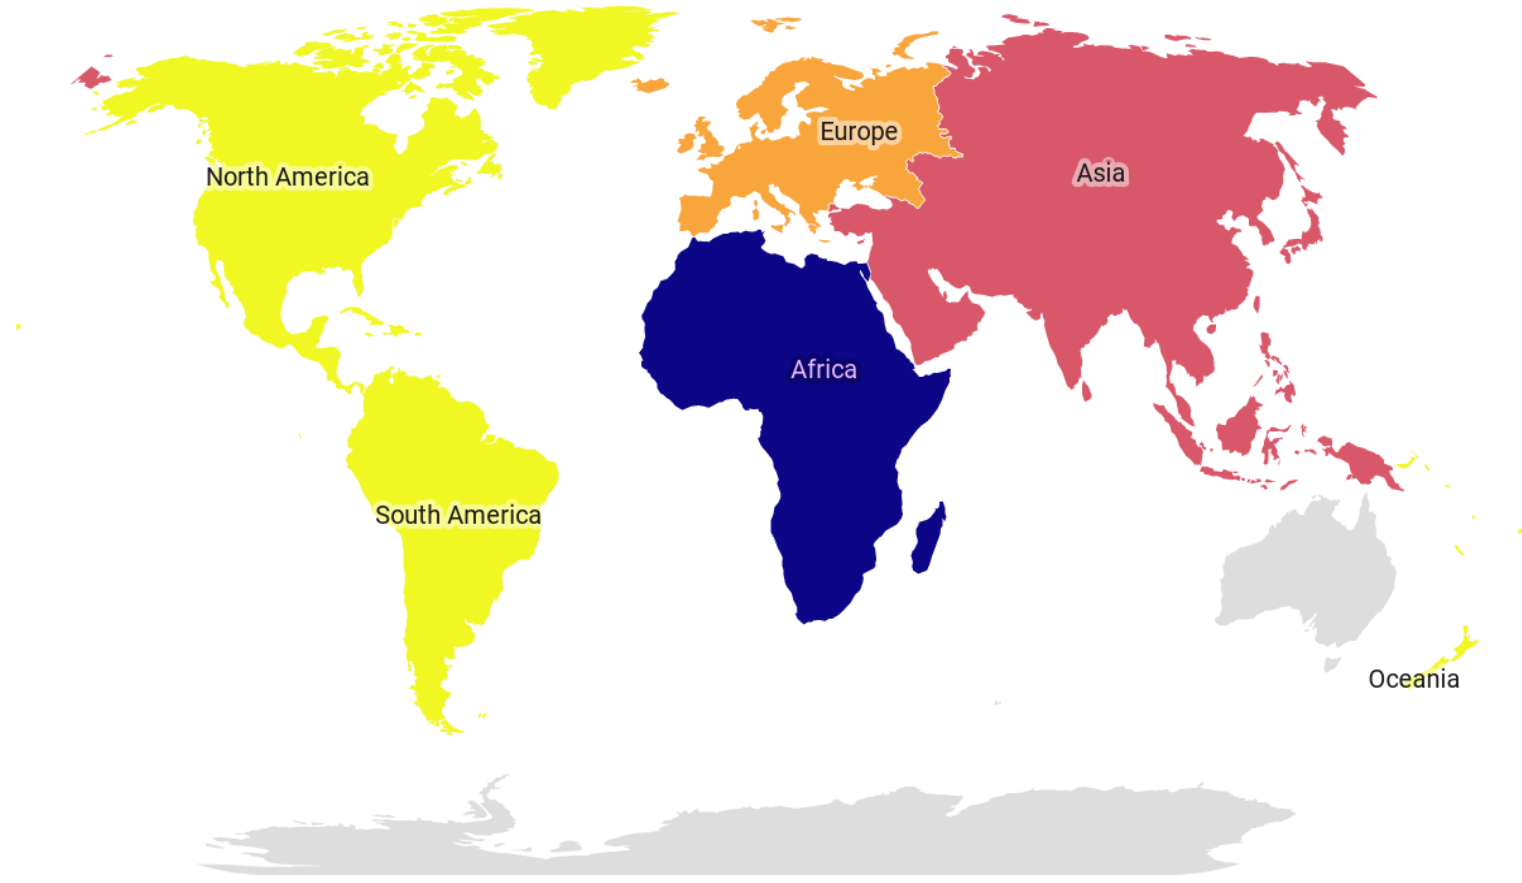 Europe
Asia
North America
Africa
South America
Oceania